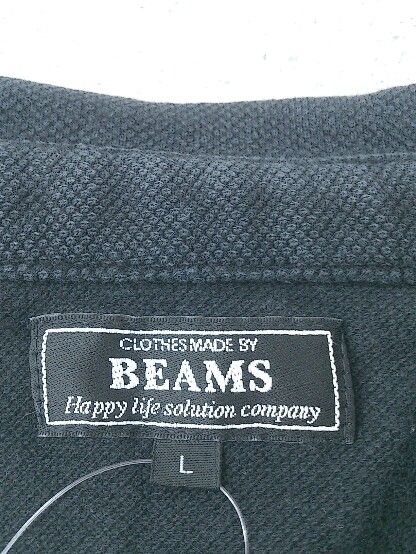 CLOTHES MADE BY
BEAMS
Happy life solution company
L